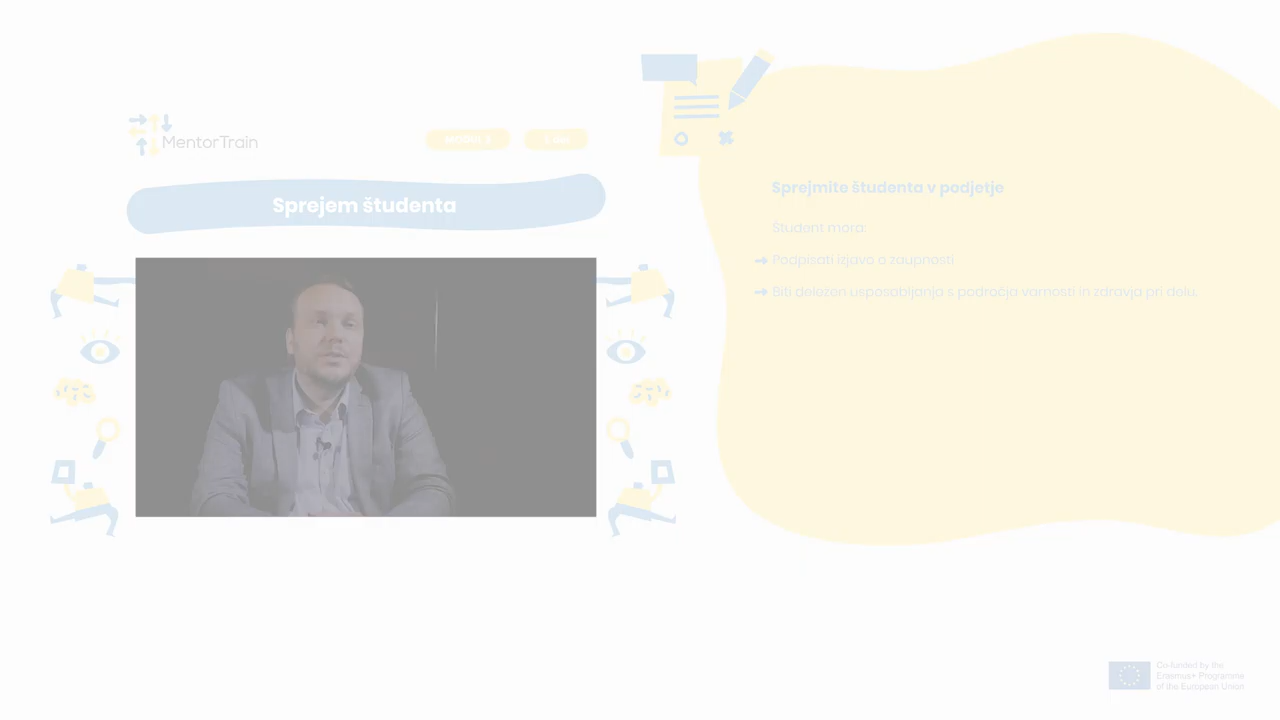 MentorTrain
Sprejem študenta
Sprejmite študenta v podjetje
Študent mora:
Podpisati izjavo o zaupnosti
Biti deležen usposabljanja s področja varnosti in zdravja pri delu.
Co-funded by the
Erasmus+ Programme
of the European Union